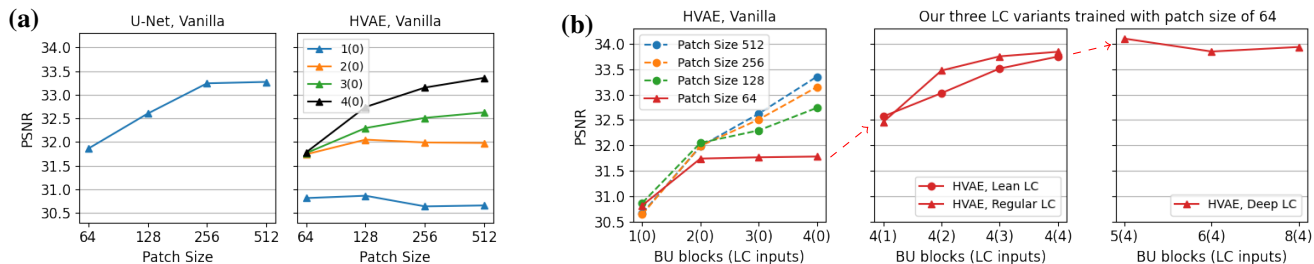 (a)
U-Net, Vanilla
PSNR
34.0
33.5
33.0
32.5
32.0
31.5
31.0
30.5
64 128 256 512
Patch Size
HVAE, Vanilla
1(0)
2(0)
3(0)
4(0)
64 128 256 512
Patch Size
(b)
HVAE, Vanilla
PSNR
34.0
33.5
33.0
32.5
32.0
31.5
31.0
30.5
Patch Size 512
Patch Size 256
Patch Size 128
Patch Size 64
1(0) 2(0) 3(0) 4(0)
BU blocks (LC inputs)
Our three LC variants trained with patch size of 64
HVAE, Lean LC
HVAE, Regular LC
4(1) 4(2) 4(3) 4(4)
BU blocks (LC inputs)
HVAE, Deep LC
5(4) 6(4) 8(4)
BU blocks (LC inputs)